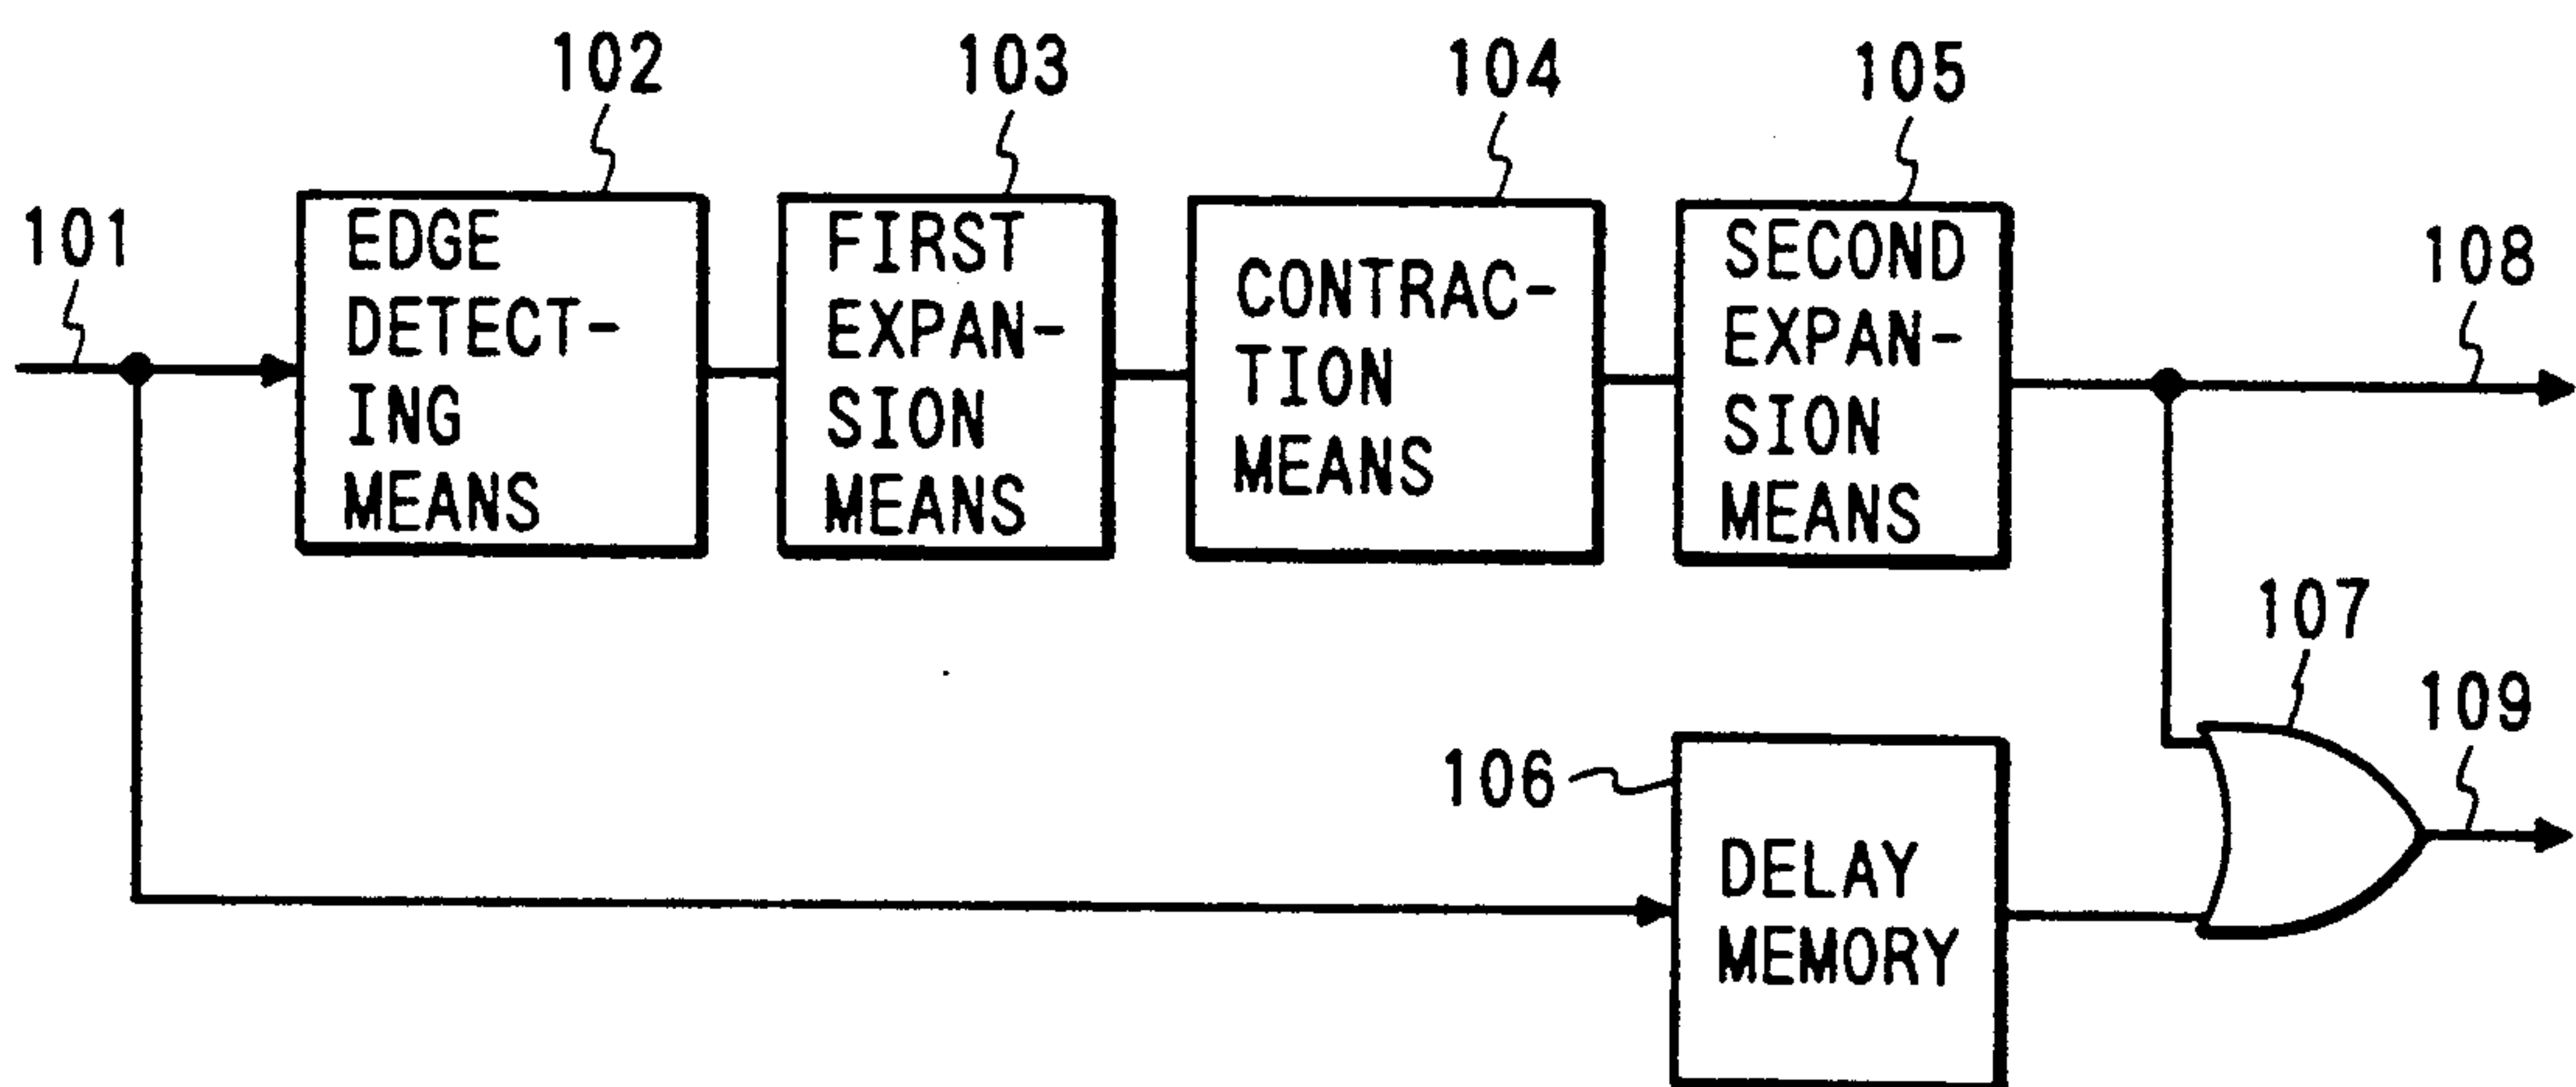 102
103
104
105
101
EDGE
DETECT-
ING
MEANS
FIRST
EXPAN-
SION
MEANS
CONTRAC-
TION
MEANS
SECOND
EXPAN-
SION
MEANS
108
107
109
106
DELAY
MEMORY